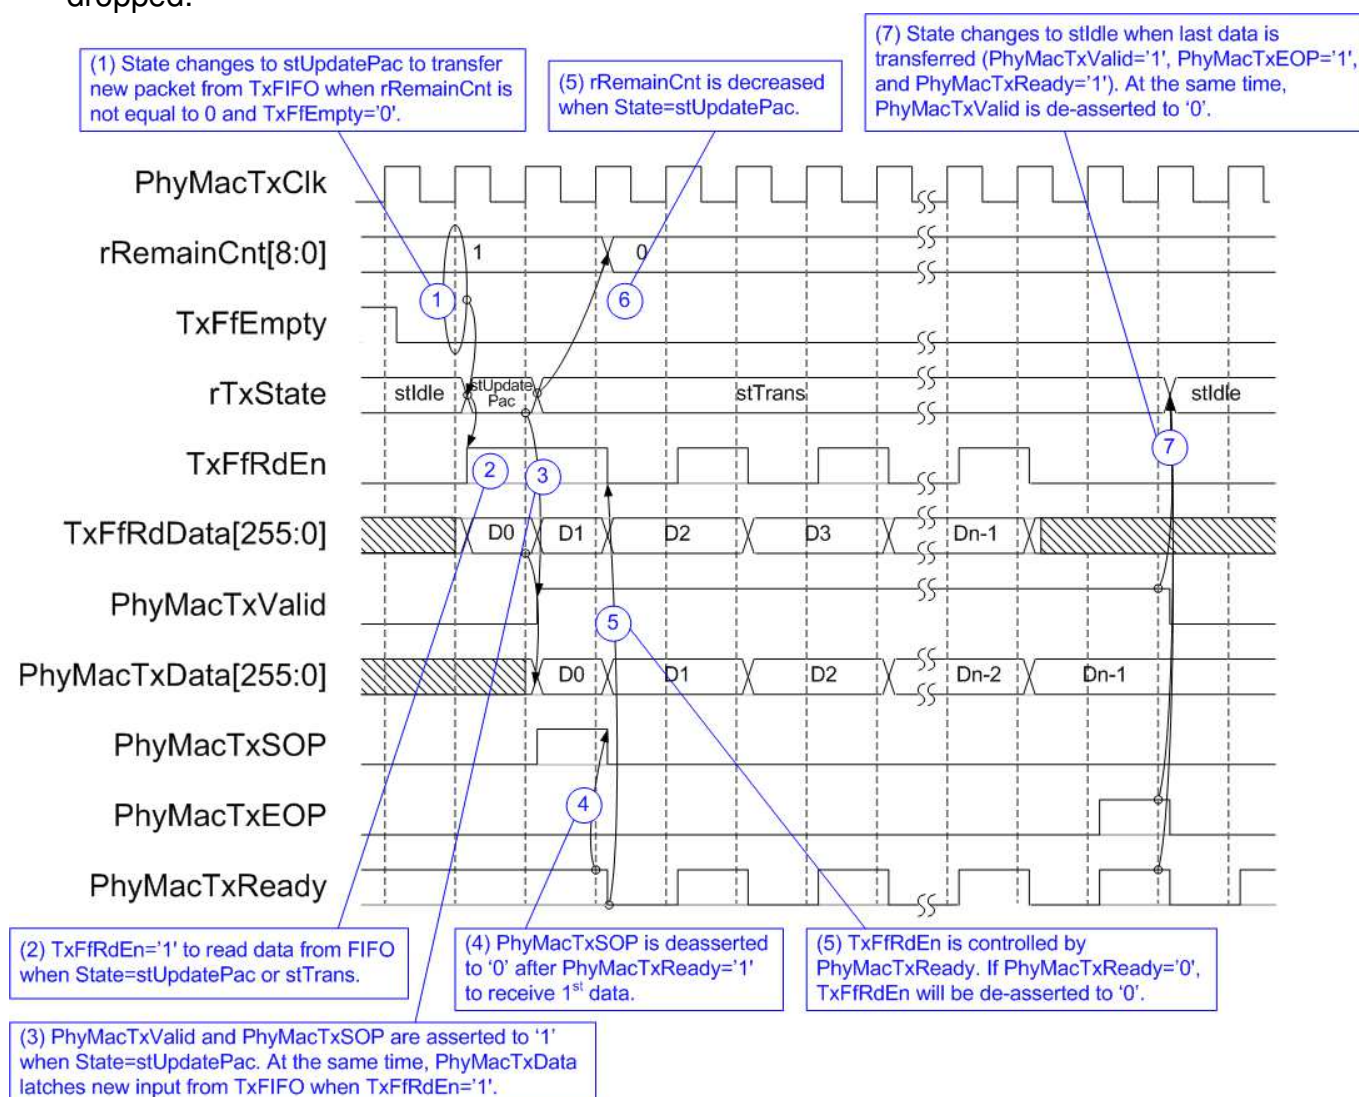 dropped.
(1) State changes to stUpdatePac to transfer
new packet from TxFIFO when rRemainCnt is
not equal to 0 and TxFfEmpty='0'.
(5) rRemainCnt is decreased
when State=stUpdatePac.
(7) State changes to stIdle when last data is
transferred (PhyMacTxValid='1', PhyMacTxEOP='1',
and PhyMacTxReady='1'). At the same time,
PhyMacTxValid is de-asserted to ‘0’.
PhyMacTxClk
rRemainCnt[8:0]
1
0
1
6
TxFfEmpty
rTxState
stIdle
stUpdate
Pac
stTrans
stIdle
TxFfRdEn
2
3
7
TxFfRdData[255:0]
D0
D1
D2
D3
Dn-1
PhyMacTxValid
5
PhyMacTxData[255:0]
D0
D1
D2
Dn-2
Dn-1
PhyMacTxSOP
PhyMacTxEOP
4
PhyMacTxReady
(2) TxFfRdEn=’1' to read data from FIFO
when State=stUpdatePac or stTrans.
(4) PhyMacTxSOP is deasserted
to ‘0’ after PhyMacTxReady=’1’
to receive 1st data.
(5) TxFfRdEn is controlled by
PhyMacTxReady. If PhyMacTxReady=’0’,
TxFfRdEn will be de-asserted to ‘0’.
(3) PhyMacTxValid and PhyMacTxSOP are asserted to ‘1’
when State=stUpdatePac. At the same time, PhyMacTxData
latches new input from TxFIFO when TxFfRdEn=’1’.